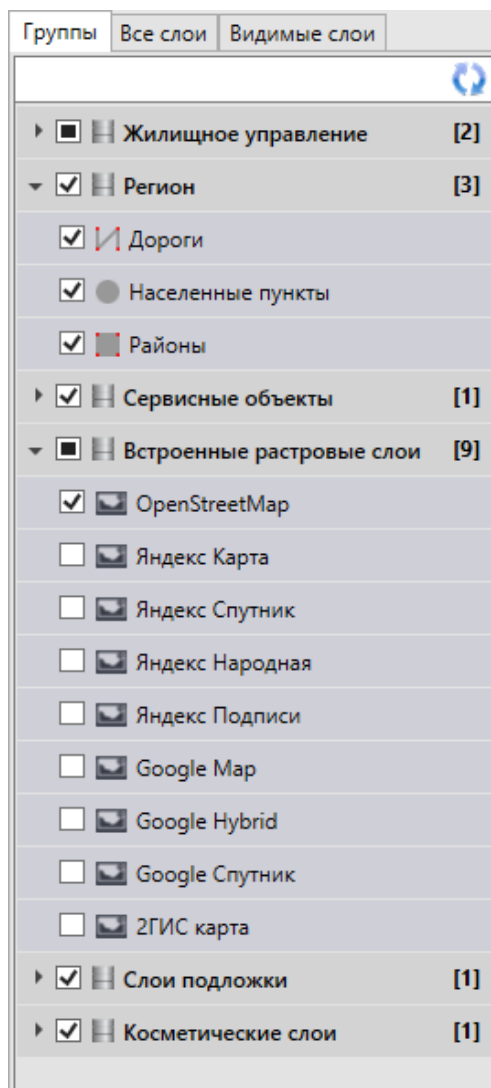 Группы Все слои Видимые слои
Жилищное управление [2]
Регион [3]
Дороги
Населенные пункты
Районы
Сервисные объекты [1]
Встроенные растровые слои [9]
OpenStreetMap
Яндекс Карта
Яндекс Спутник
Яндекс Народная
Яндекс Подписи
Google Map
Google Hybrid
Google Спутник
2ГИС карта
Слои подложки [1]
Косметические слои [1]